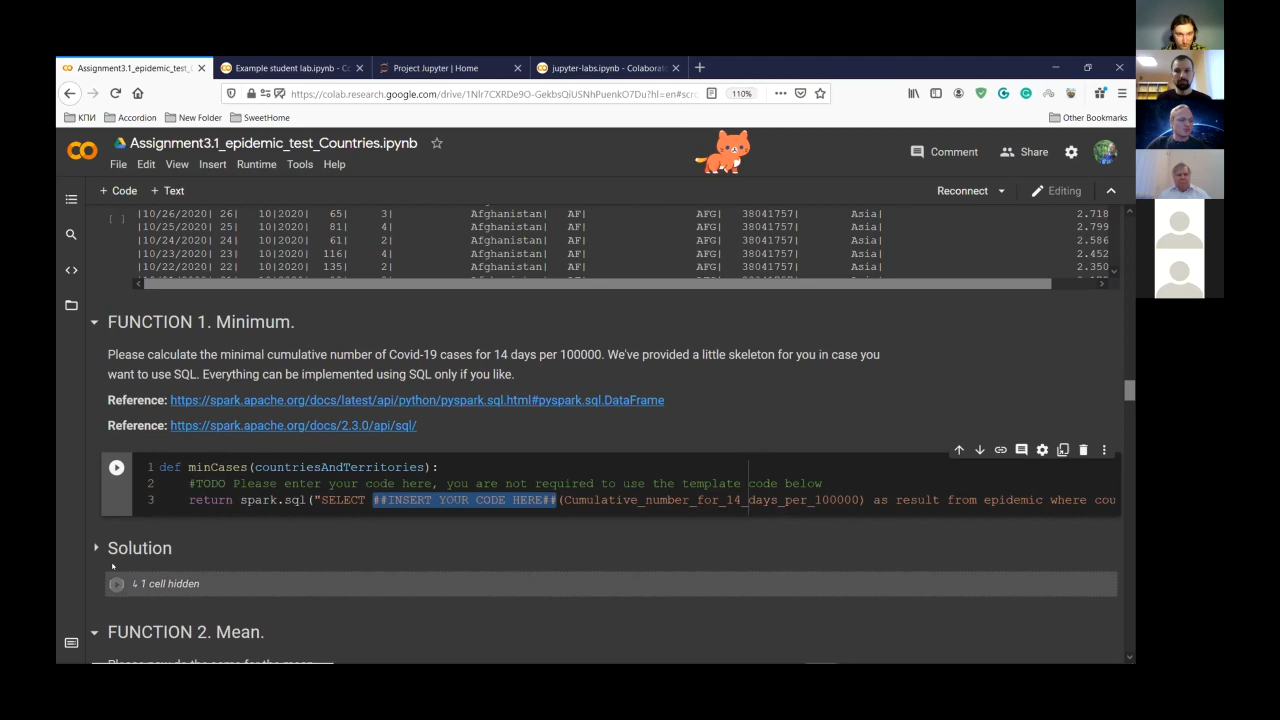 Assignment3.1_epidemic_test_
Example student lab.ipynb - C
Project Jupyter | Home
jupyter-labs.ipynb - Colaborat
https://colab.research.google.com/drive/1Nlr7CXRDe9O-GekbsQiUSNhPuenkO7Du?hl=en#scrc
110%
КПИ
Accordion
New Folder
SweetHome
Other Bookmarks
Assignment3.1_epidemic_test_Countries.ipynb
File Edit View Insert Runtime Tools Help
Comment
Share
+ Code + Text
Reconnect
Editing
[ ]
|10/26/2020| 26| 10|2020| 65| 3| Afghanistan| AF| AFG| 38041757| Asia| 2.718
|10/25/2020| 25| 10|2020| 81| 4| Afghanistan| AF| AFG| 38041757| Asia| 2.799
|10/24/2020| 24| 10|2020| 61| 2| Afghanistan| AF| AFG| 38041757| Asia| 2.586
|10/23/2020| 23| 10|2020| 116| 4| Afghanistan| AF| AFG| 38041757| Asia| 2.452
|10/22/2020| 22| 10|2020| 135| 2| Afghanistan| AF| AFG| 38041757| Asia| 2.350
FUNCTION 1. Minimum.
Please calculate the minimal cumulative number of Covid-19 cases for 14 days per 100000. We've provided a little skeleton for you in case you
want to use SQL. Everything can be implemented using SQL only if you like.
Reference: https://spark.apache.org/docs/latest/api/python/pyspark.sql.html#pyspark.sql.DataFrame
Reference: https://spark.apache.org/docs/2.3.0/api/sql/
1 def minCases(countriesAndTerritories):
2 #TODO Please enter your code here, you are not required to use the template code below
3 return spark.sql("SELECT ##INSERT YOUR CODE HERE##(Cumulative_number_for_14_days_per_100000) as result from epidemic where cou
Solution
↳ 1 cell hidden
FUNCTION 2. Mean.